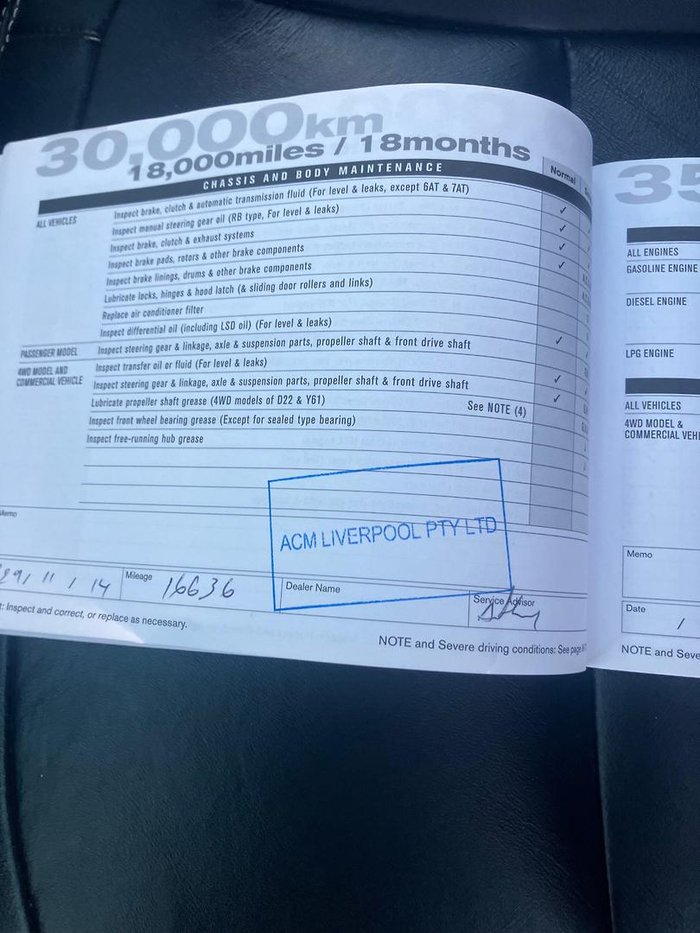 30,000km
18,000miles / 18months
CHASSIS AND BODY MAINTENANCE
Normal
ALL VEHICLES
Inspect brake, clutch & automatic transmission fluid (For level & leaks, except 6AT & 7AT)
Inspect manual steering gear oil (RB type, For level & leaks)
Inspect brake, clutch & exhaust systems
Inspect brake pads, rotors & other brake components
Inspect brake linings, drums & other brake components
Lubricate locks, hinges & hood latch (& sliding door rollers and links)
Replace air conditioner filter
Inspect differential oil (including LSD oil) (For level & leaks)
PASSENGER MODEL
Inspect steering gear & linkage, axle & suspension parts, propeller shaft & front drive shaft
4WD MODEL AND
COMMERCIAL VEHICLE
Inspect transfer oil or fluid (For level & leaks)
Inspect steering gear & linkage, axle & suspension parts, propeller shaft & front drive shaft
Lubricate propeller shaft grease (4WD models of D22 & Y61) See NOTE (4)
Inspect front wheel bearing grease (Except for sealed type bearing)
Inspect free-running hub grease
Memo
ACM LIVERPOOL PTY LTD
29/ 11 / 14
Mileage 16636
Dealer Name
Service Advisor
t: Inspect and correct, or replace as necessary.
NOTE and Severe driving conditions: See page
35
ALL ENGINES
GASOLINE ENGINE
DIESEL ENGINE
LPG ENGINE
ALL VEHICLES
4WD MODEL &
COMMERCIAL VEHI
Memo
Date /
NOTE and Seve